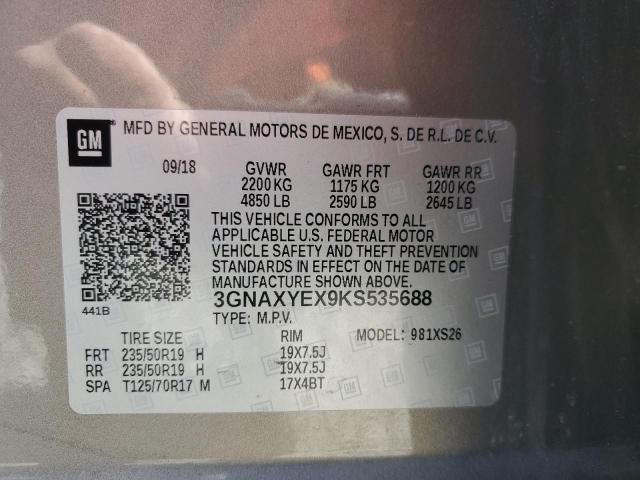 GM MFD BY GENERAL MOTORS DE MEXICO, S. DE R.L. DE C.V.
09/18 GVWR GAWR FRT GAWR RR
2200 KG 1175 KG 1200 KG
4850 LB 2590 LB 2645 LB
THIS VEHICLE CONFORMS TO ALL
APPLICABLE U.S. FEDERAL MOTOR
VEHICLE SAFETY AND THEFT PREVENTION
STANDARDS IN EFFECT ON THE DATE OF
MANUFACTURE SHOWN ABOVE.
441B 3GNAXYEX9KS535688
TYPE: M.P.V.
TIRE SIZE RIM MODEL: 981XS26
FRT 235/50R19 H 19X7.5J
RR 235/50R19 H 19X7.5J
SPA T125/70R17 M 17X4BT